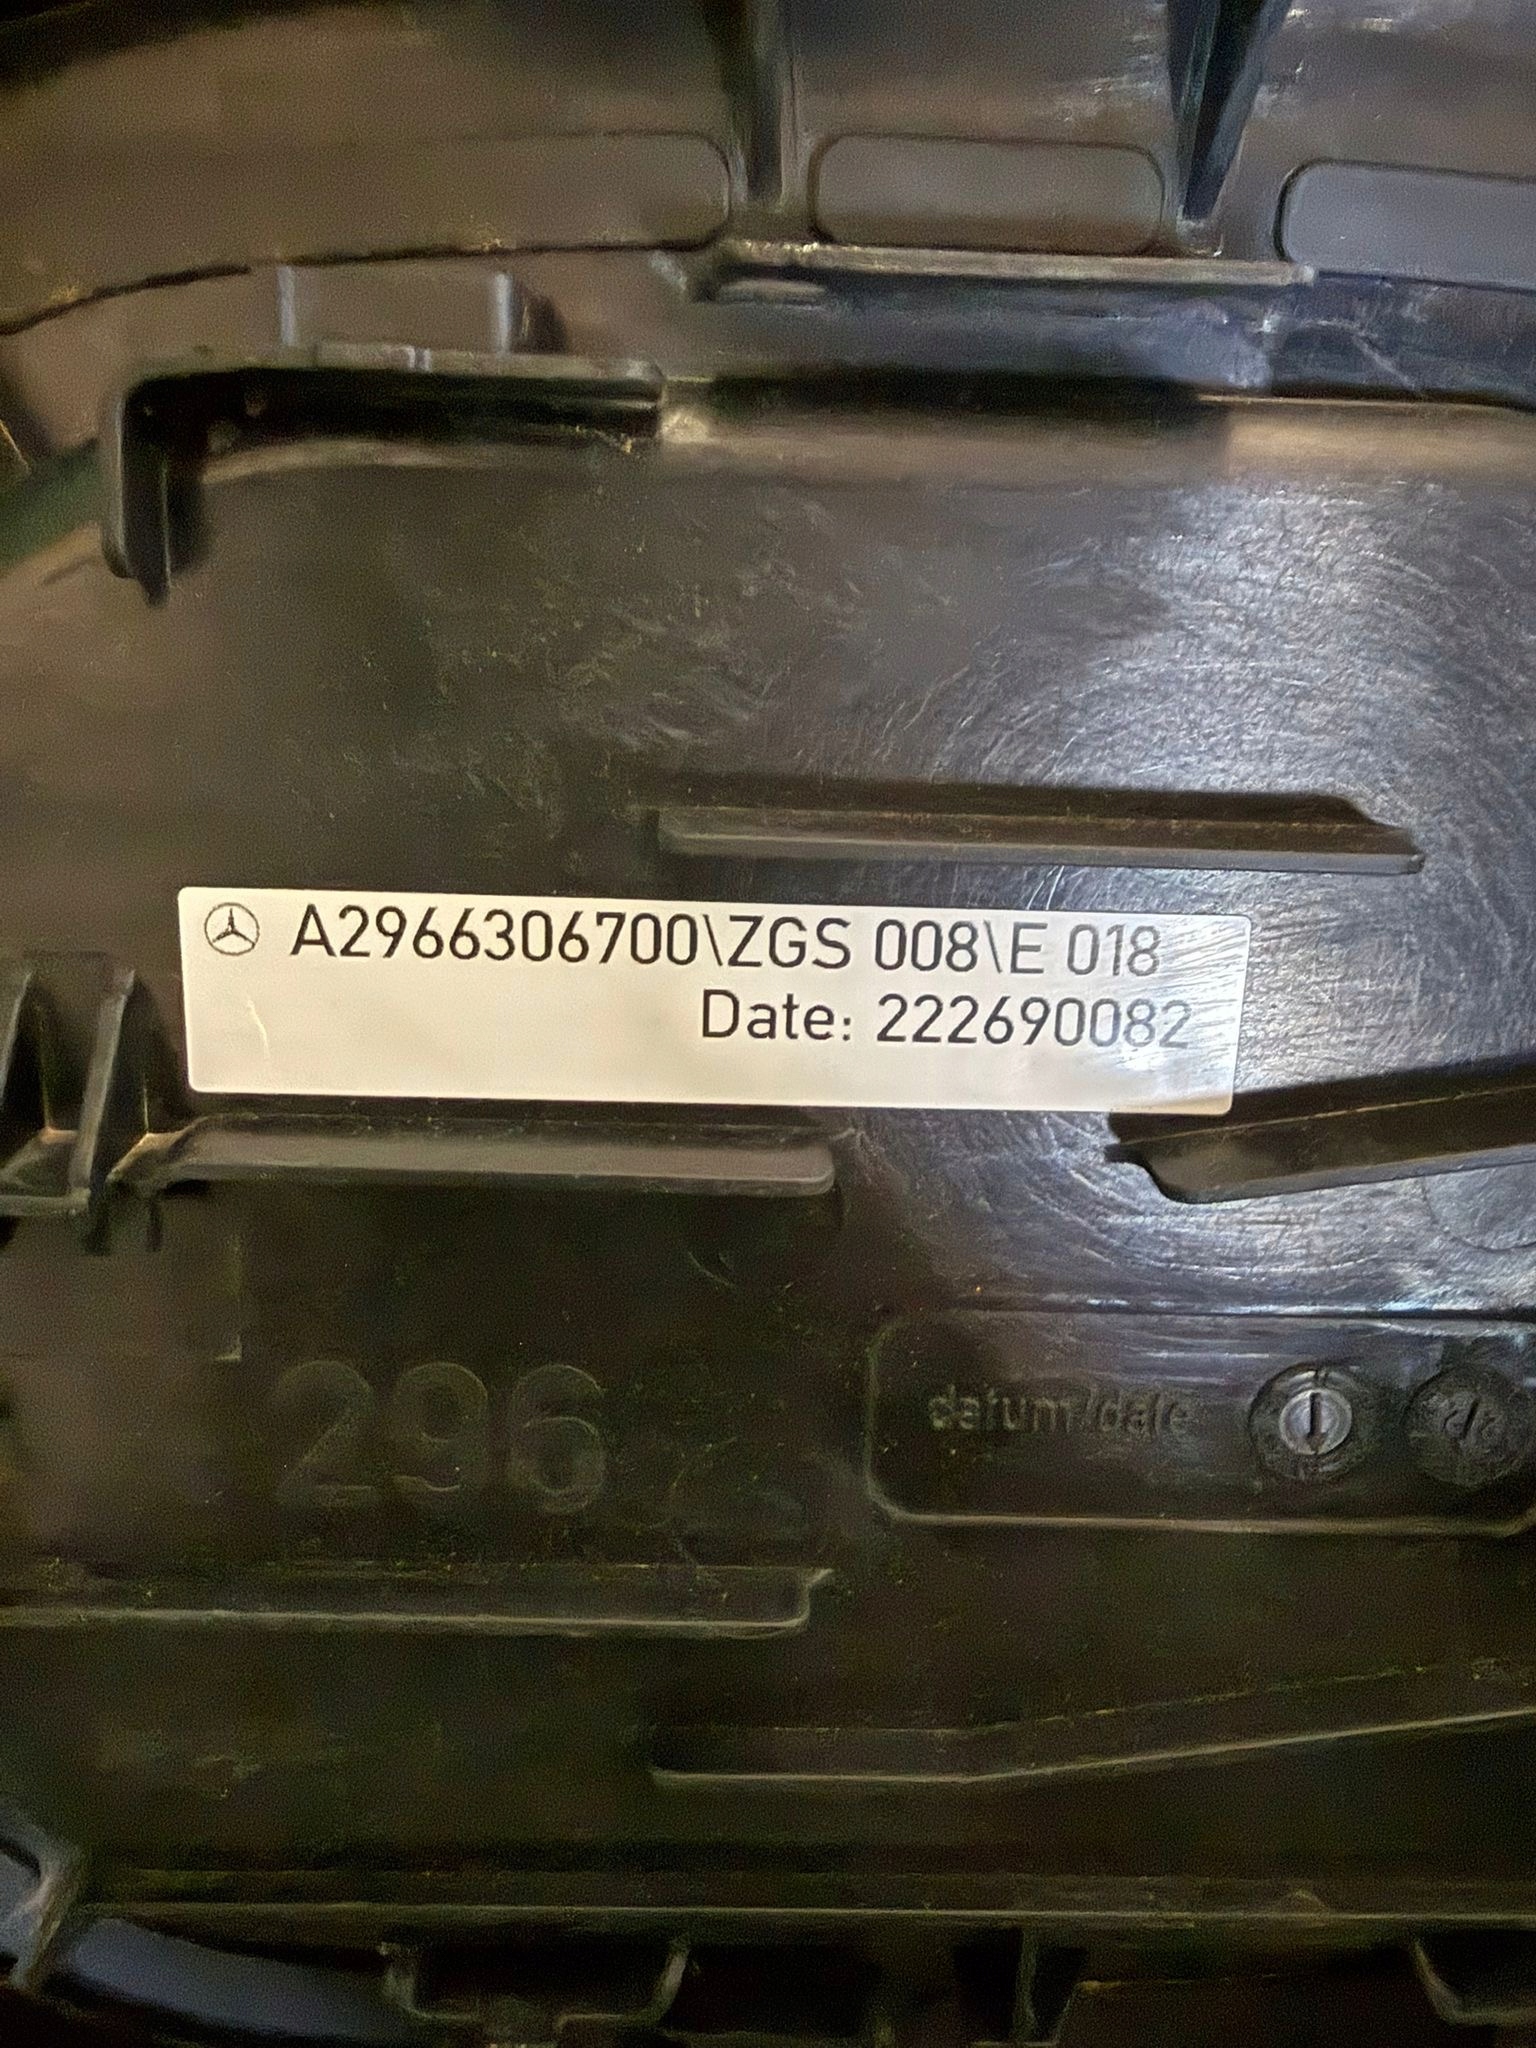 A2966306700\ZGS 008\E 018
Date: 222690082
296
datum/date